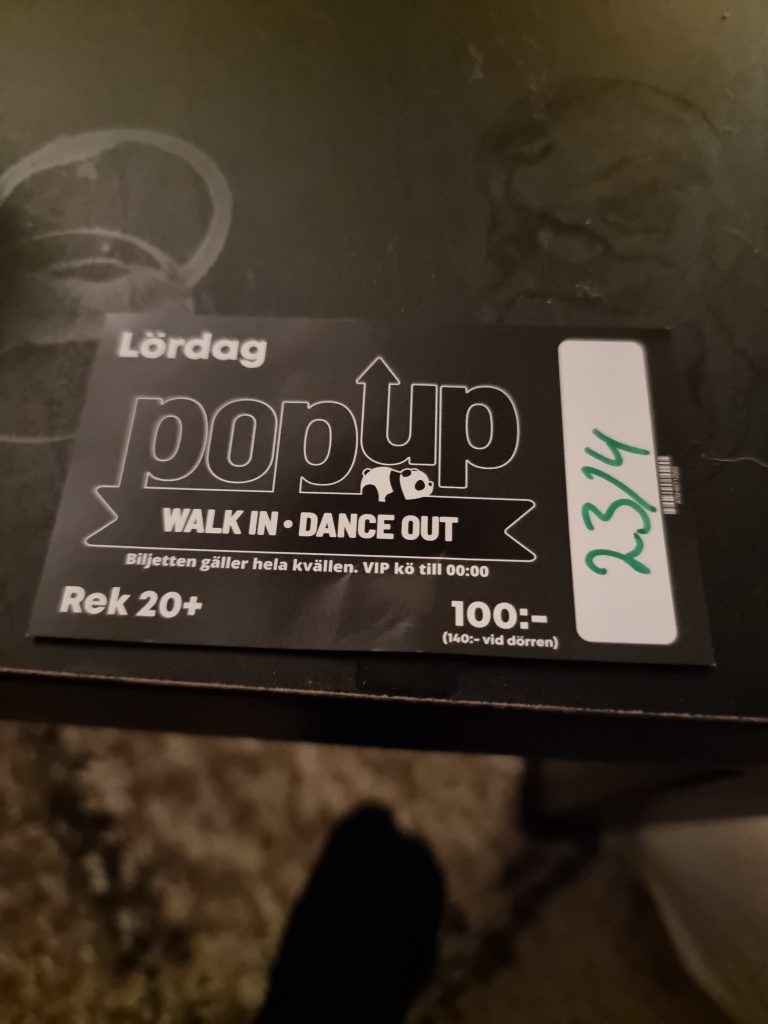 Lördag
popup
WALK IN • DANCE OUT
Biljetten gäller hela kvällen. VIP kö till 00:00
Rek 20+
100:-
(140:- vid dörren)
23/4